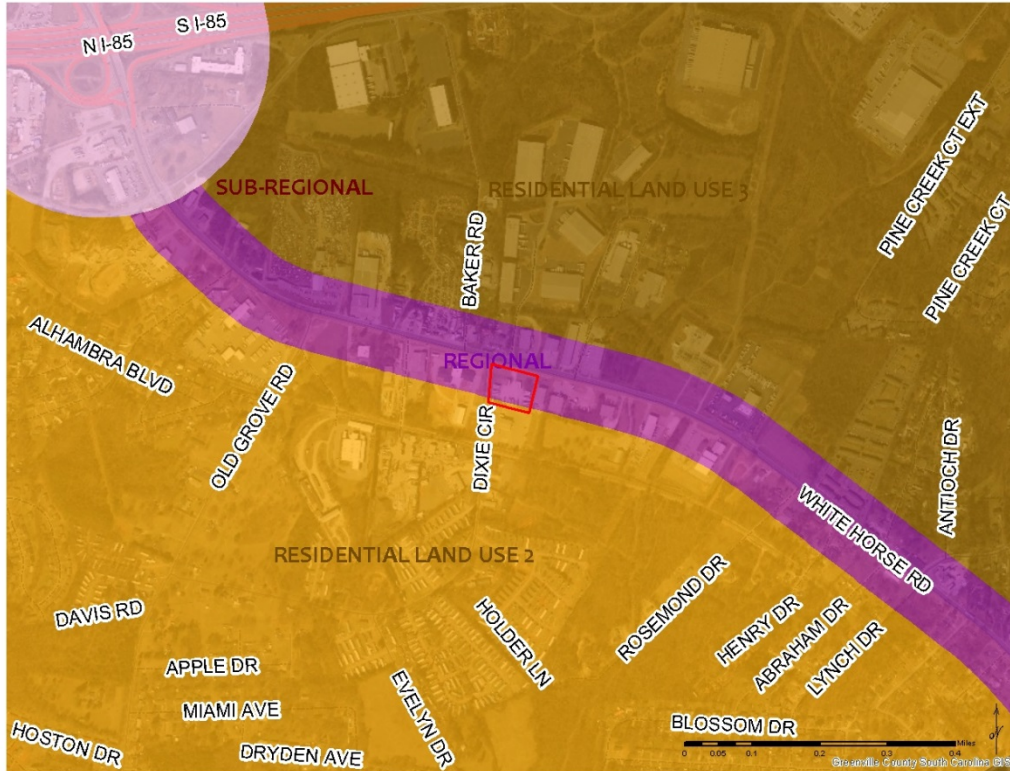 S I-85
N I-85
SUB-REGIONAL
RESIDENTIAL LAND USE 3
PINE CREEK CT EXT
PINE CREEK CT
BAKER RD
ALHAMBRA BLVD
REGIONAL
OLD GROVE RD
DIXIE CIR
ANTIOCH DR
WHITE HORSE RD
RESIDENTIAL LAND USE 2
DAVIS RD
HOLDER LN
ROSEMOND DR
HENRY DR
ABRAHAM DR
LYNCH DR
APPLE DR
EVELYN DR
MIAMI AVE
BLOSSOM DR
HOSTON DR
DRYDEN AVE
Miles
0 0.05 0.1 0.2 0.3 0.4
Greenville County South Carolina GIS